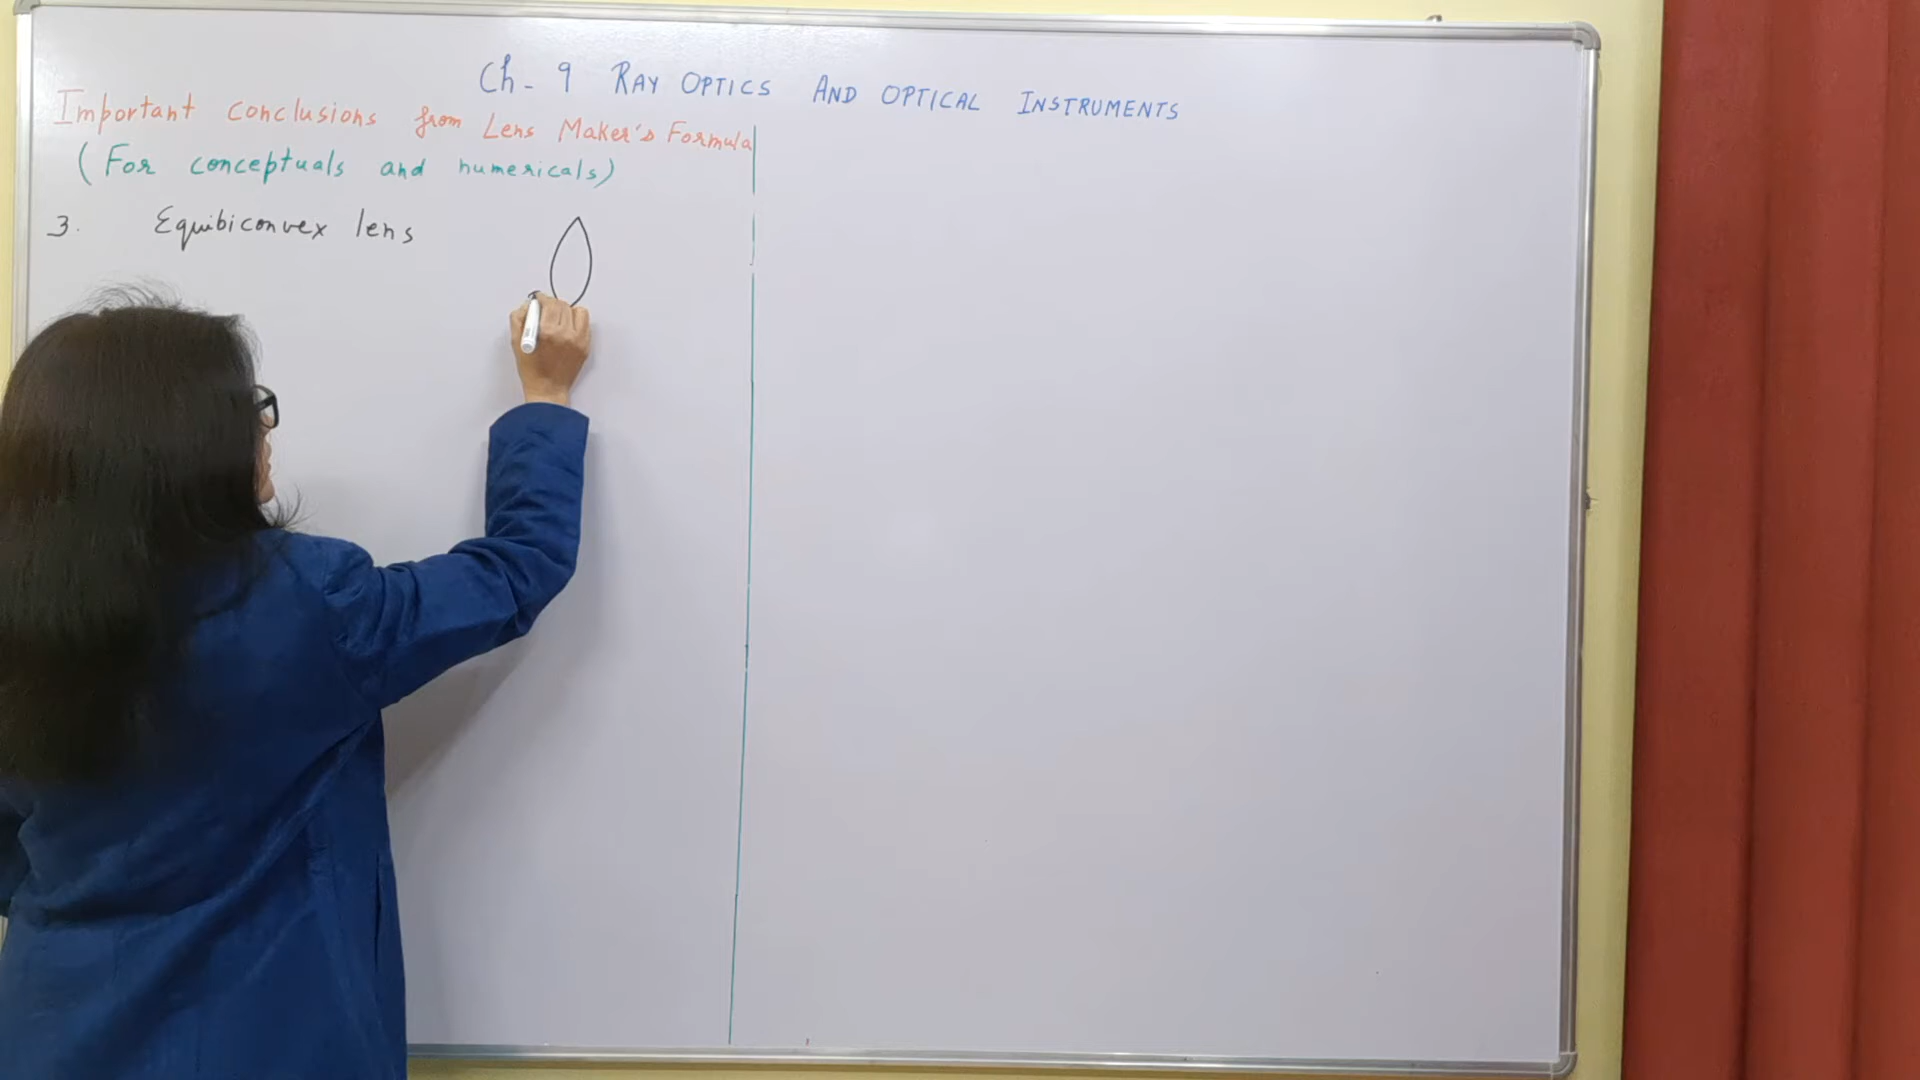 Ch - 9 RAY OPTICS AND OPTICAL INSTRUMENTS
Important conclusions from Lens Maker's Formula
(For conceptuals and numericals)
3. Equibiconvex lens